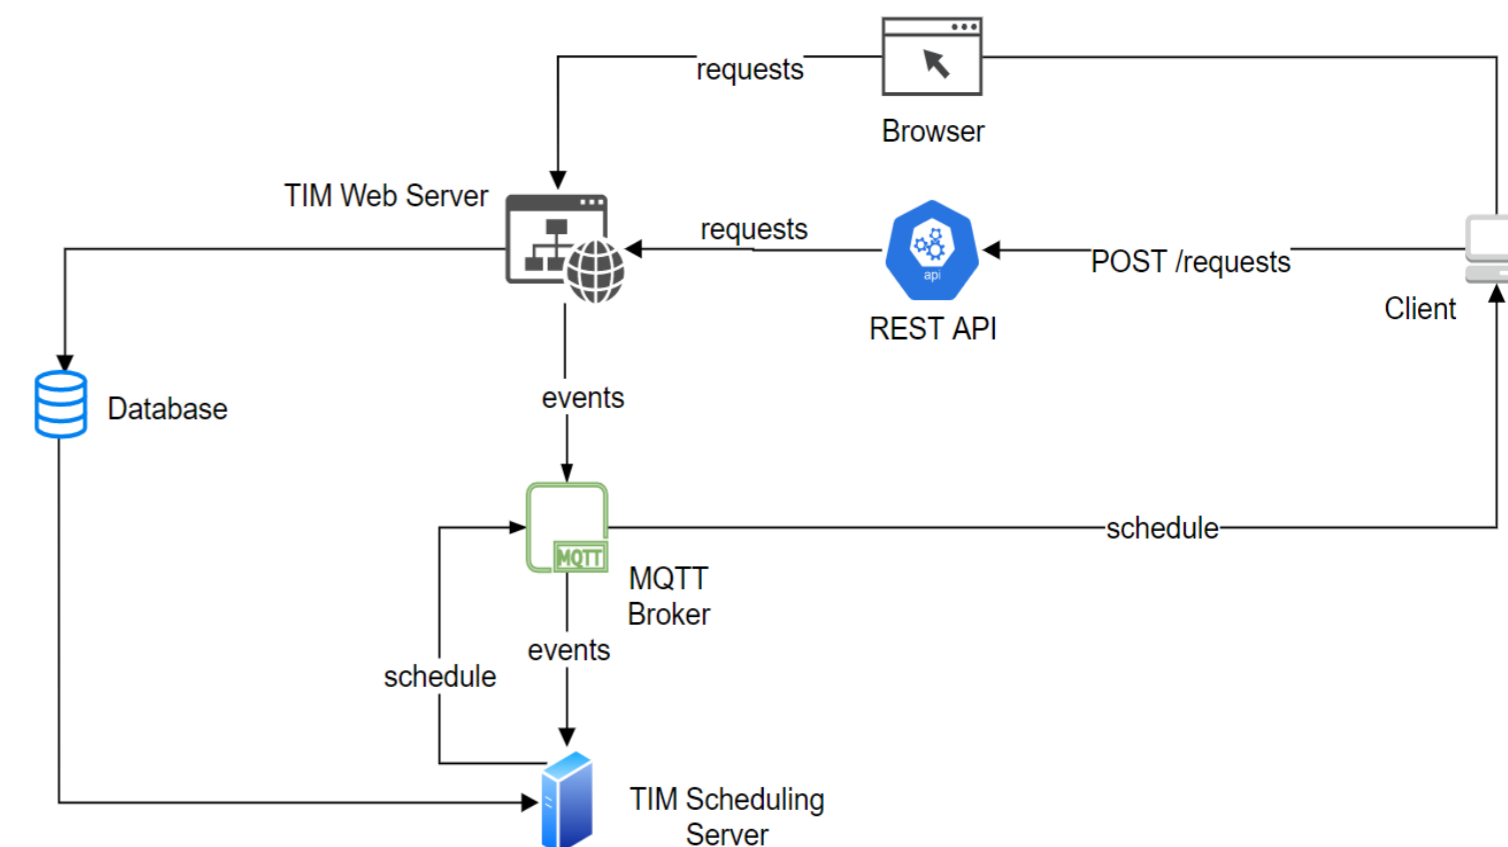 requests
Browser
TIM Web Server
requests
api
REST API
POST /requests
Client
events
Database
MQTT
schedule
MQTT
Broker
events
schedule
TIM Scheduling
Server